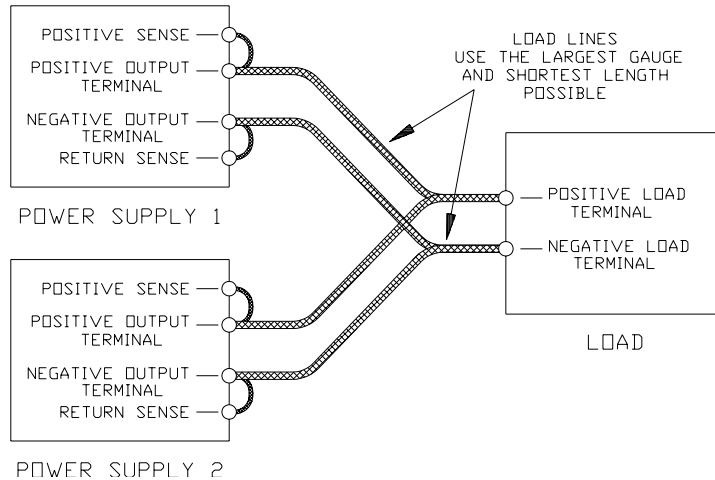 POSITIVE SENSE
POSITIVE OUTPUT
TERMINAL
NEGATIVE OUTPUT
TERMINAL
RETURN SENSE
POWER SUPPLY 1
LOAD LINES
USE THE LARGEST GAUGE
AND SHORTEST LENGTH
POSSIBLE
POSITIVE LOAD
TERMINAL
NEGATIVE LOAD
TERMINAL
LOAD
POSITIVE SENSE
POSITIVE OUTPUT
TERMINAL
NEGATIVE OUTPUT
TERMINAL
RETURN SENSE
POWER SUPPLY 2